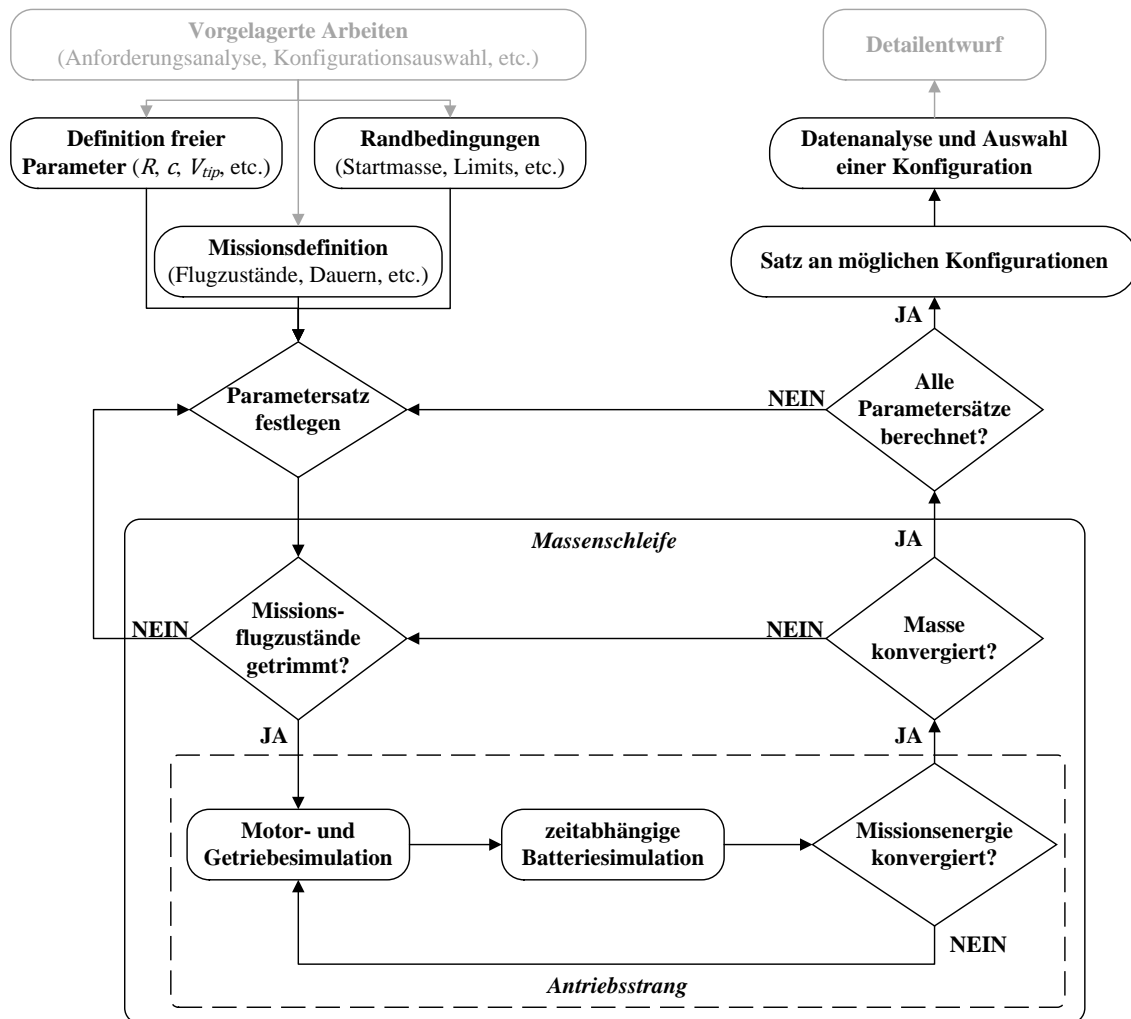 Vorgelagerte Arbeiten
(Anforderungsanalyse, Konfigurationsauswahl, etc.)
Detailentwurf
Definition freier
Parameter (R, c, V_tip, etc.)
Randbedingungen
(Startmasse, Limits, etc.)
Datenanalyse und Auswahl
einer Konfiguration
Missionsdefinition
(Flugzustände, Dauern, etc.)
Satz an möglichen Konfigurationen
JA
Parametersatz
festlegen
NEIN
Alle
Parametersätze
berechnet?
Massenschleife
JA
NEIN
Missions-
flugzustände
getrimmt?
NEIN
Masse
konvergiert?
JA
JA
Motor- und
Getriebesimulation
zeitabhängige
Batteriesimulation
Missionsenergie
konvergiert?
NEIN
Antriebsstrang